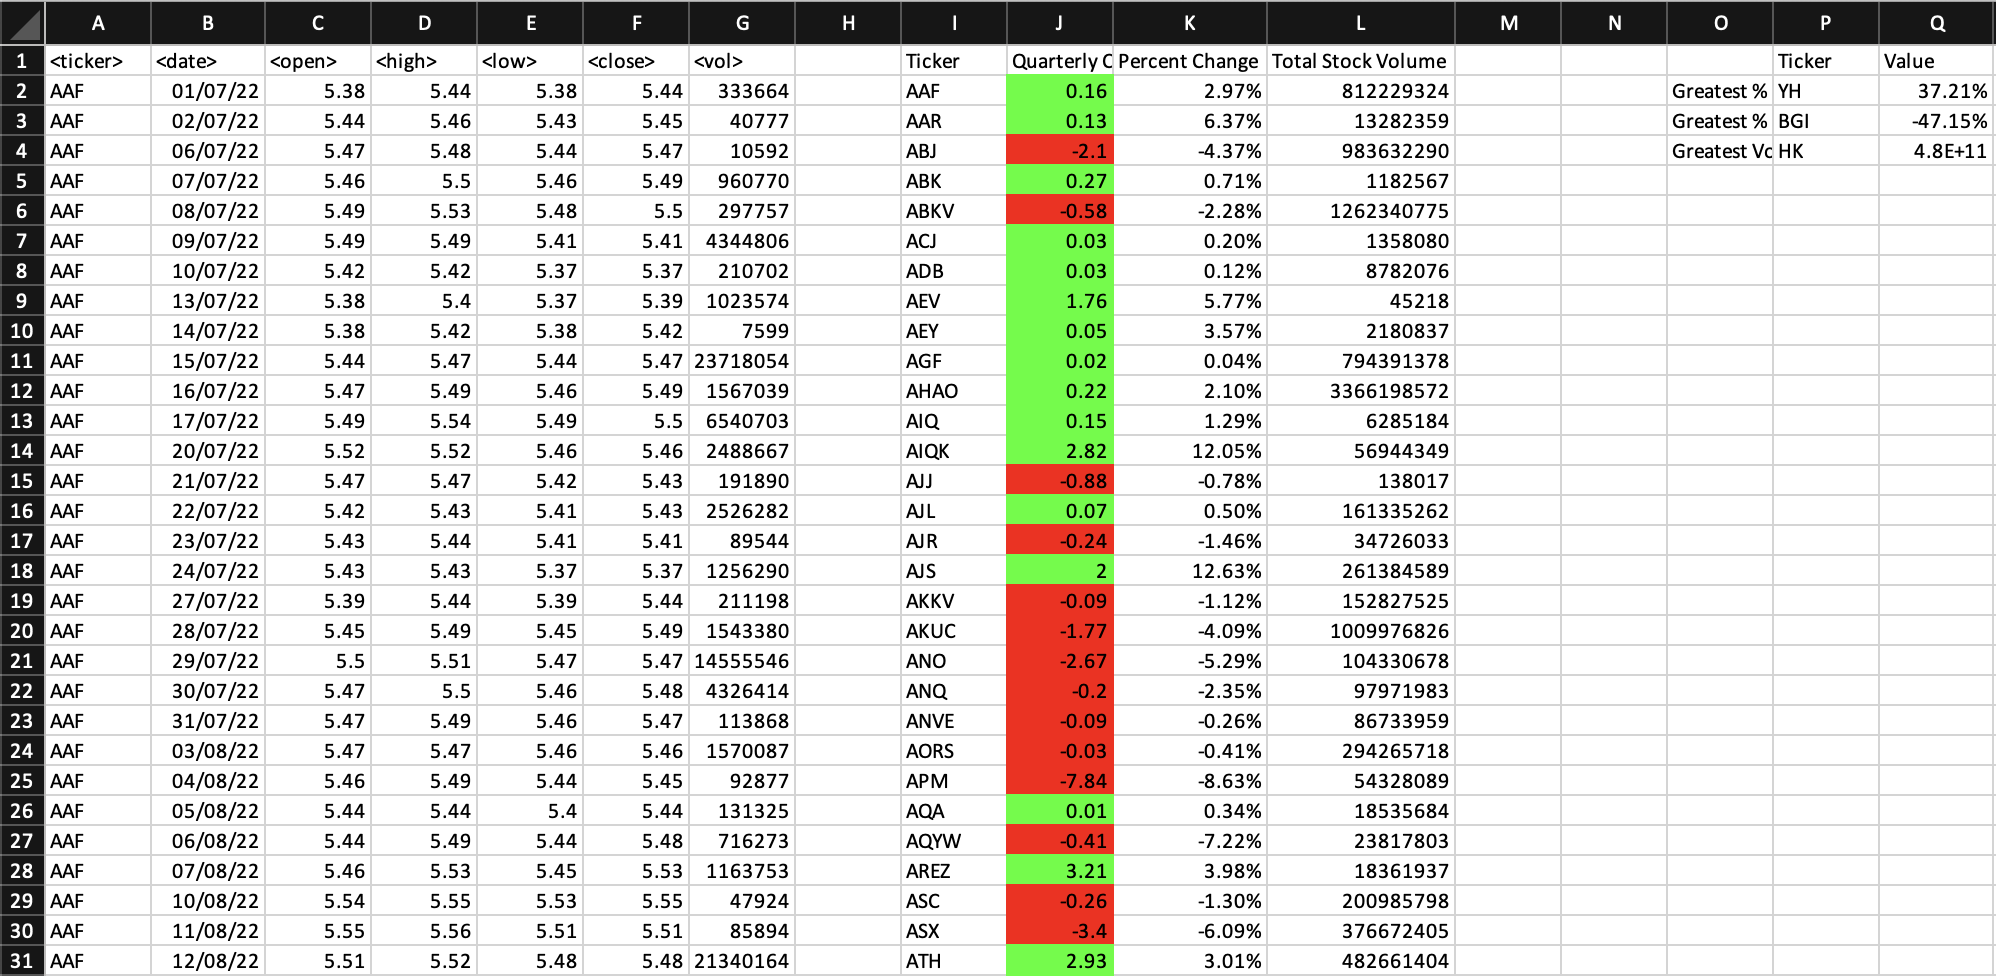 A B C D E F G H I J K L M N O P Q
1 <ticker> <date> <open> <high> <low> <close> <vol> Ticker Quarterly C Percent Change Total Stock Volume Ticker Value
2 AAF 01/07/22 5.38 5.44 5.38 5.44 333664 AAF 0.16 2.97% 812229324 Greatest % YH 37.21%
3 AAF 02/07/22 5.44 5.46 5.43 5.45 40777 AAR 0.13 6.37% 13282359 Greatest % BGI -47.15%
4 AAF 06/07/22 5.47 5.48 5.44 5.47 10592 ABJ -2.1 -4.37% 983632290 Greatest Vo HK 4.8E+11
5 AAF 07/07/22 5.46 5.5 5.46 5.49 960770 ABK 0.27 0.71% 1182567
6 AAF 08/07/22 5.49 5.53 5.48 5.5 297757 ABKV -0.58 -2.28% 1262340775
7 AAF 09/07/22 5.49 5.49 5.41 5.41 4344806 ACJ 0.03 0.20% 1358080
8 AAF 10/07/22 5.42 5.42 5.37 5.37 210702 ADB 0.03 0.12% 8782076
9 AAF 13/07/22 5.38 5.4 5.37 5.39 1023574 AEV 1.76 5.77% 45218
10 AAF 14/07/22 5.38 5.42 5.38 5.42 7599 AEY 0.05 3.57% 2180837
11 AAF 15/07/22 5.44 5.47 5.44 5.47 23718054 AGF 0.02 0.04% 794391378
12 AAF 16/07/22 5.47 5.49 5.46 5.49 1567039 AHAO 0.22 2.10% 3366198572
13 AAF 17/07/22 5.49 5.54 5.49 5.5 6540703 AIQ 0.15 1.29% 6285184
14 AAF 20/07/22 5.52 5.52 5.46 5.46 2488667 AIQK 2.82 12.05% 56944349
15 AAF 21/07/22 5.47 5.47 5.42 5.43 191890 AJJ -0.88 -0.78% 138017
16 AAF 22/07/22 5.42 5.43 5.41 5.43 2526282 AJL 0.07 0.50% 161335262
17 AAF 23/07/22 5.43 5.44 5.41 5.41 89544 AJR -0.24 -1.46% 34726033
18 AAF 24/07/22 5.43 5.43 5.37 5.37 1256290 AJS 2 12.63% 261384589
19 AAF 27/07/22 5.39 5.44 5.39 5.44 211198 AKKV -0.09 -1.12% 152827525
20 AAF 28/07/22 5.45 5.49 5.45 5.49 1543380 AKUC -1.77 -4.09% 1009976826
21 AAF 29/07/22 5.5 5.51 5.47 5.47 14555546 ANO -2.67 -5.29% 104330678
22 AAF 30/07/22 5.47 5.5 5.46 5.48 4326414 ANQ -0.2 -2.35% 97971983
23 AAF 31/07/22 5.47 5.49 5.46 5.47 113868 ANVE -0.09 -0.26% 86733959
24 AAF 03/08/22 5.47 5.47 5.46 5.46 1570087 AORS -0.03 -0.41% 294265718
25 AAF 04/08/22 5.46 5.49 5.44 5.45 92877 APM -7.84 -8.63% 54328089
26 AAF 05/08/22 5.44 5.44 5.4 5.44 131325 AQA 0.01 0.34% 18535684
27 AAF 06/08/22 5.44 5.49 5.44 5.48 716273 AQYW -0.41 -7.22% 23817803
28 AAF 07/08/22 5.46 5.53 5.45 5.53 1163753 AREZ 3.21 3.98% 18361937
29 AAF 10/08/22 5.54 5.55 5.53 5.55 47924 ASC -0.26 -1.30% 200985798
30 AAF 11/08/22 5.55 5.56 5.51 5.51 85894 ASX -3.4 -6.09% 376672405
31 AAF 12/08/22 5.51 5.52 5.48 5.48 21340164 ATH 2.93 3.01% 482661404